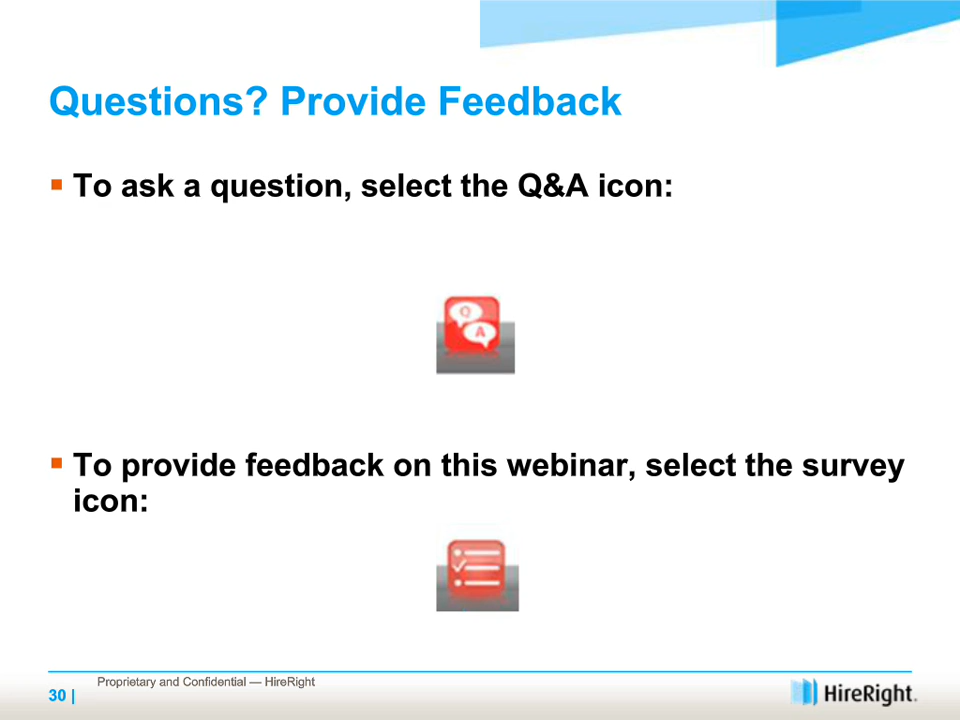 Questions? Provide Feedback
▪ To ask a question, select the Q&A icon:
Q
A
▪ To provide feedback on this webinar, select the survey
icon:
Proprietary and Confidential — HireRight
30 |
HireRight.